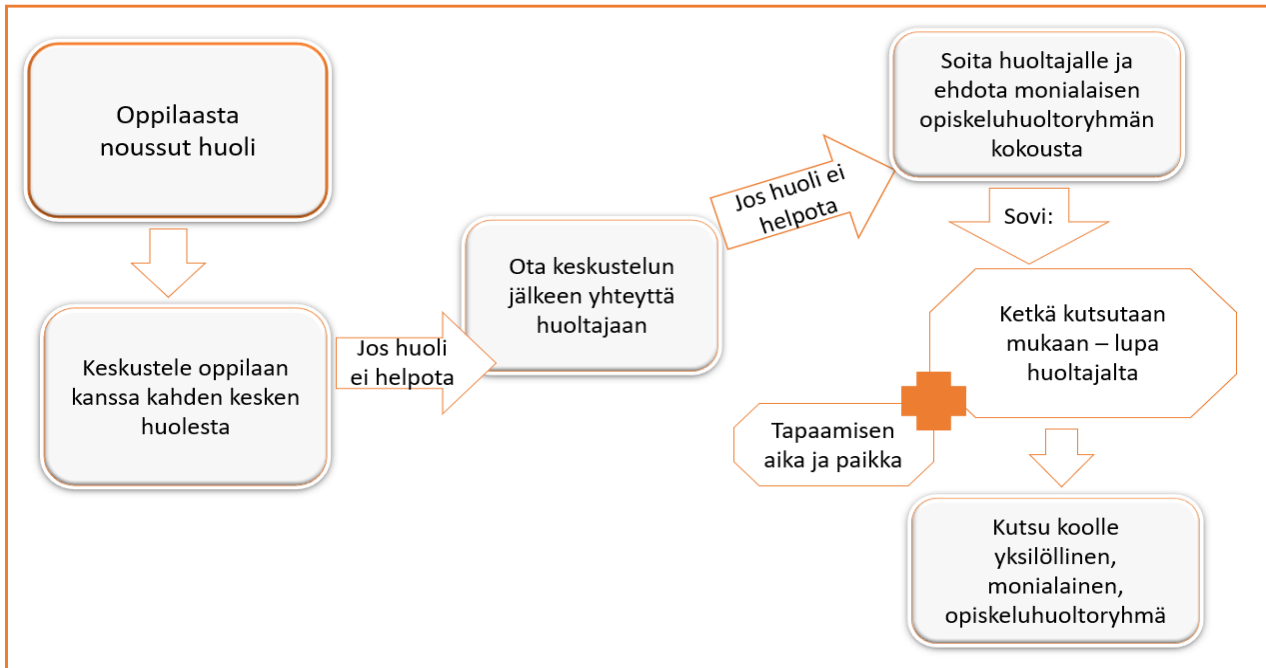 Oppilaasta
noussut huoli
Keskustele oppilaan
kanssa kahden kesken
huolesta
Jos huoli
ei helpota
Ota keskustelun
jälkeen yhteyttä
huoltajaan
Jos huoli ei
helpota
Soita huoltajalle ja
ehdota monialaisen
opiskeluhuoltoryhmän
kokousta
Sovi:
Ketkä kutsutaan
mukaan – lupa
huoltajalta
Tapaamisen
aika ja paikka
Kutsu koolle
yksilöllinen,
monialainen,
opiskeluhuoltoryhmä